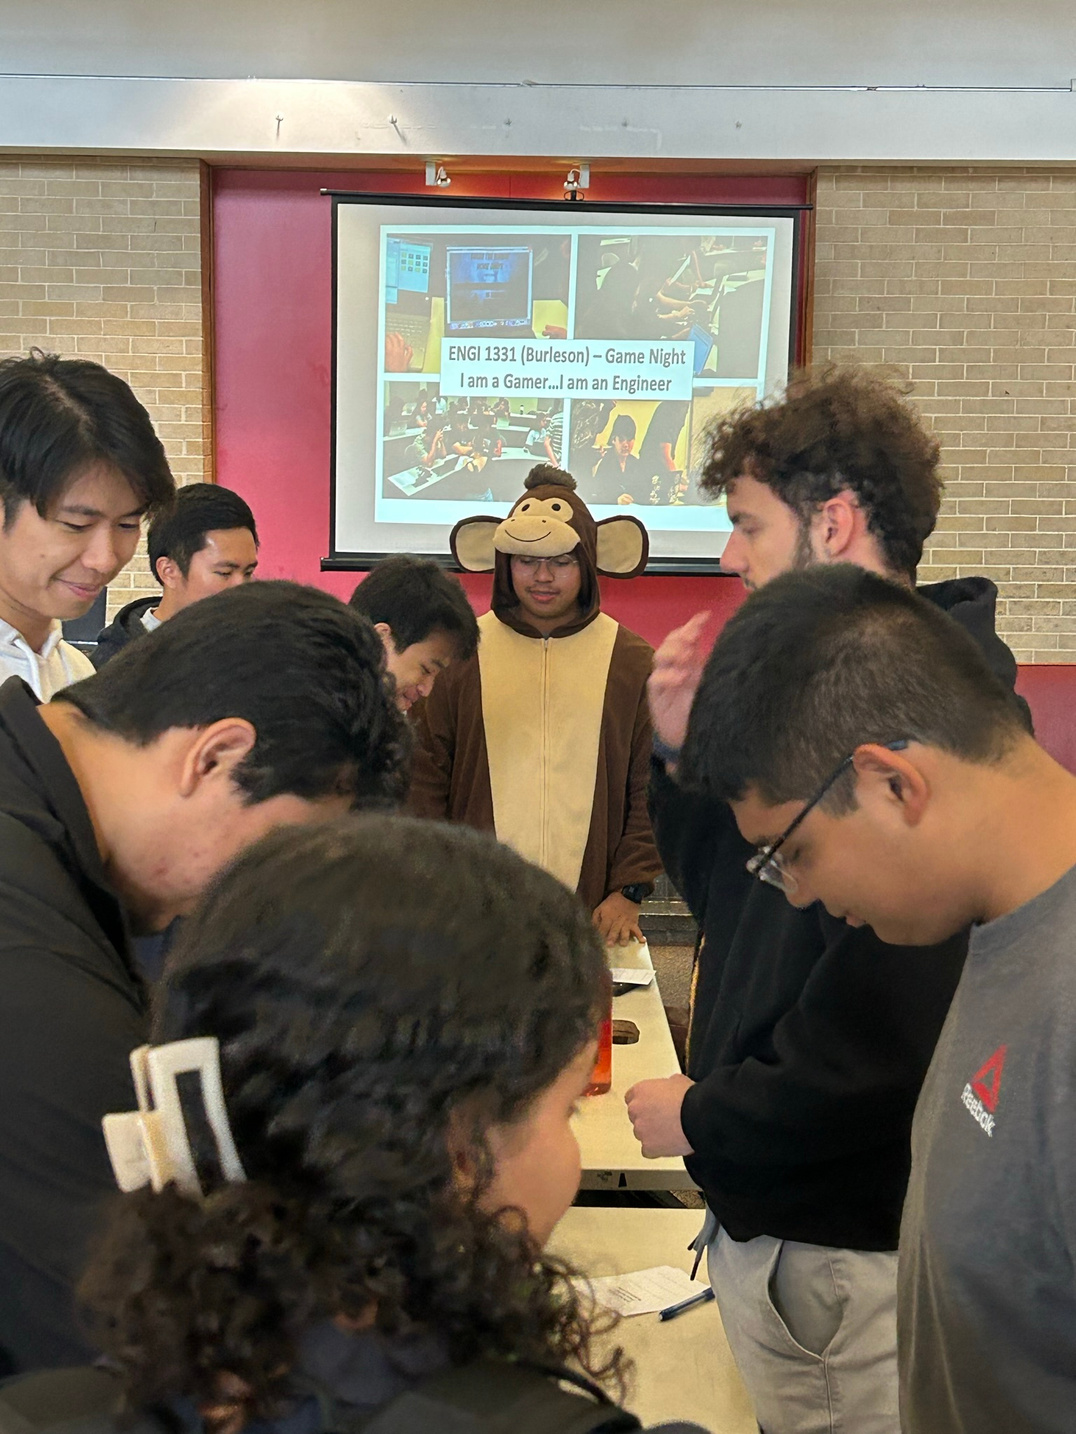 ENGI 1331 (Burleson) – Game Night
I am a Gamer...I am an Engineer
Reebok